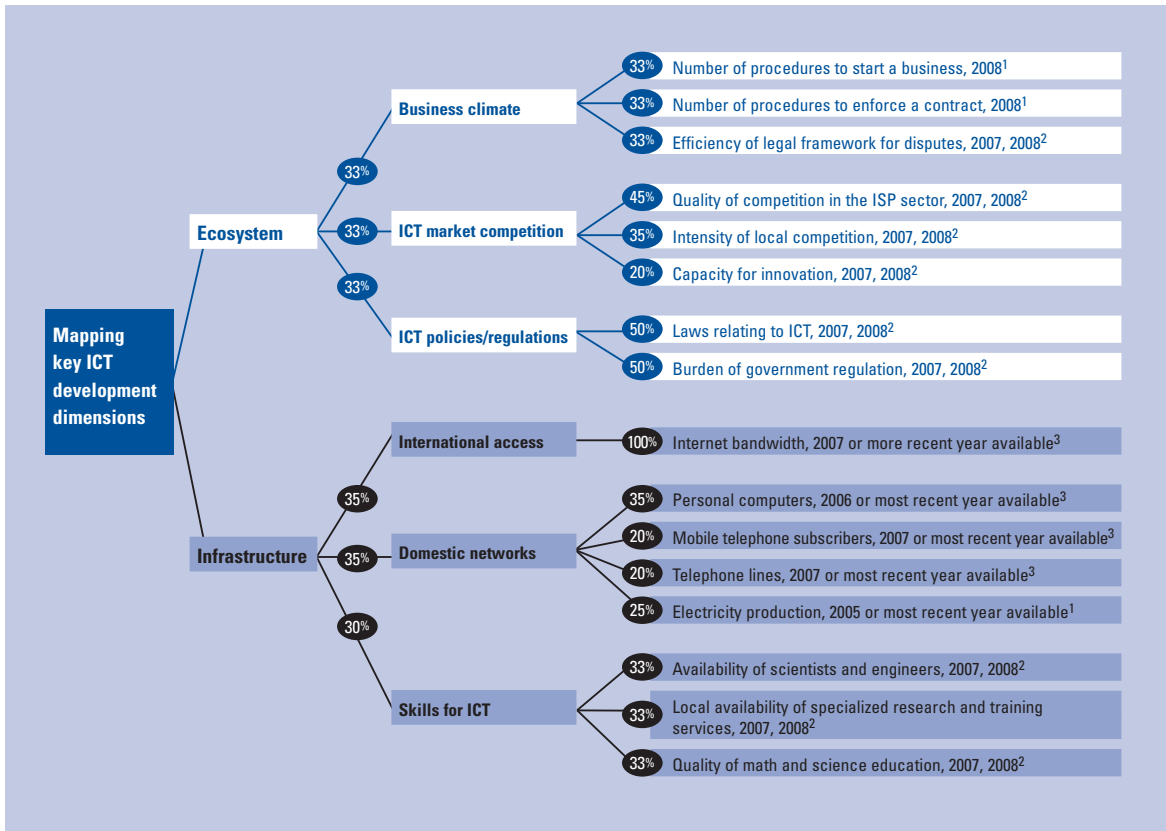 Mapping
key ICT
development
dimensions
Ecosystem
33%
Business climate
33% Number of procedures to start a business, 2008¹
33% Number of procedures to enforce a contract, 2008¹
33% Efficiency of legal framework for disputes, 2007, 2008²
33%
ICT market competition
45% Quality of competition in the ISP sector, 2007, 2008²
35% Intensity of local competition, 2007, 2008²
20% Capacity for innovation, 2007, 2008²
33%
ICT policies/regulations
50% Laws relating to ICT, 2007, 2008²
50% Burden of government regulation, 2007, 2008²
Infrastructure
35%
International access
100% Internet bandwidth, 2007 or more recent year available³
35%
Domestic networks
35% Personal computers, 2006 or most recent year available³
20% Mobile telephone subscribers, 2007 or most recent year available³
20% Telephone lines, 2007 or most recent year available³
25% Electricity production, 2005 or most recent year available¹
30%
Skills for ICT
33% Availability of scientists and engineers, 2007, 2008²
33% Local availability of specialized research and training
services, 2007, 2008²
33% Quality of math and science education, 2007, 2008²